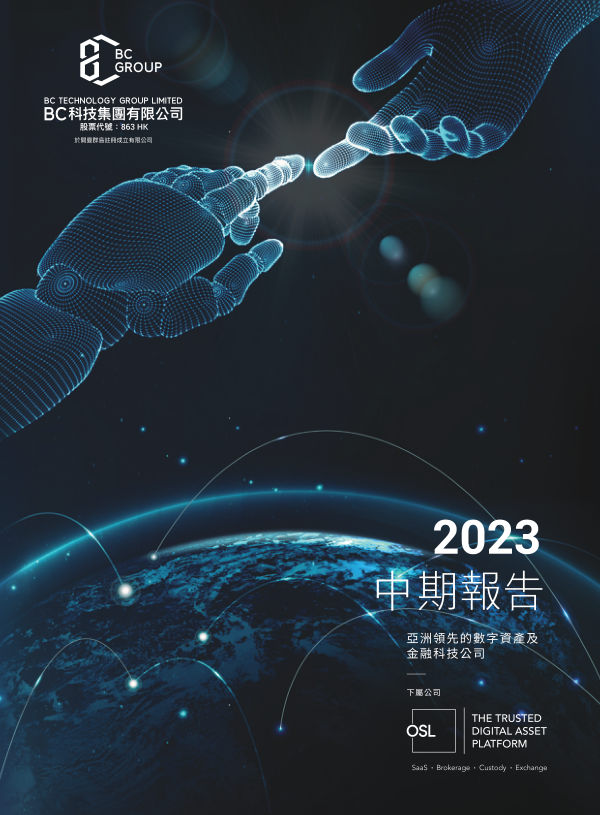 BC
GROUP
BC TECHNOLOGY GROUP LIMITED
BC科技集團有限公司
股票代號：863 HK
於開曼群島註冊成立有限公司
2023
中期報告
亞洲領先的數字資產及
金融科技公司
下屬公司
OSL
THE TRUSTED
DIGITAL ASSET
PLATFORM
SaaS・Brokerage・Custody・Exchange